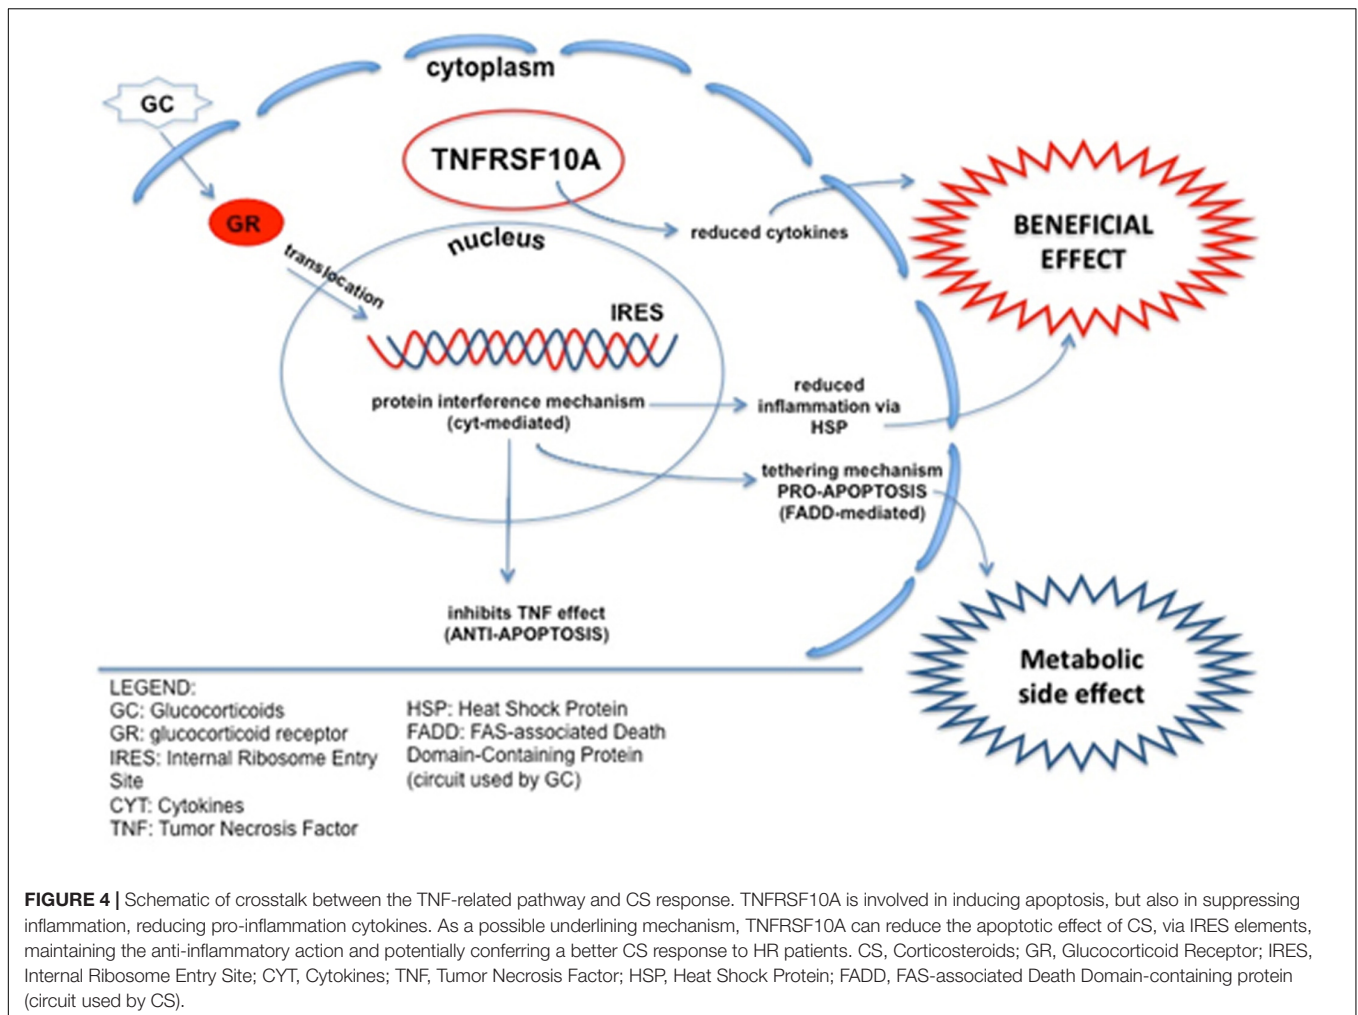 cytoplasm
GC
TNFRSF10A
GR
reduced cytokines
BENEFICIAL
EFFECT
nucleus
translocation
IRES
protein interference mechanism
(cyt-mediated)
reduced
inflammation via
HSP
tethering mechanism
PRO-APOPTOSIS
(FADD-mediated)
inhibits TNF effect
(ANTI-APOPTOSIS)
Metabolic
side effect
LEGEND:
GC: Glucocorticoids
GR: glucocorticoid receptor
IRES: Internal Ribosome Entry
Site
CYT: Cytokines
TNF: Tumor Necrosis Factor
HSP: Heat Shock Protein
FADD: FAS-associated Death
Domain-Containing Protein
(circuit used by GC)
FIGURE 4 | Schematic of crosstalk between the TNF-related pathway and CS response. TNFRSF10A is involved in inducing apoptosis, but also in suppressing
inflammation, reducing pro-inflammation cytokines. As a possible underlining mechanism, TNFRSF10A can reduce the apoptotic effect of CS, via IRES elements,
maintaining the anti-inflammatory action and potentially conferring a better CS response to HR patients. CS, Corticosteroids; GR, Glucocorticoid Receptor; IRES,
Internal Ribosome Entry Site; CYT, Cytokines; TNF, Tumor Necrosis Factor; HSP, Heat Shock Protein; FADD, FAS-associated Death Domain-containing protein
(circuit used by CS).